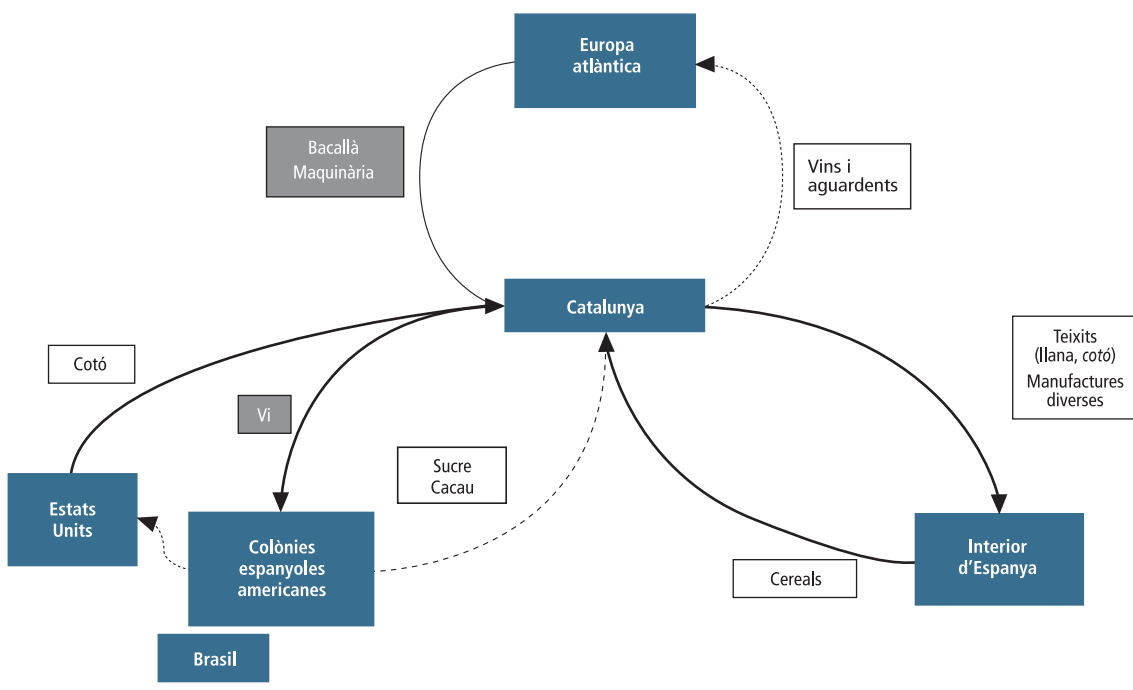 Europa
atlàntica
Bacallà
Maquinària
Vins i
aguardents
Catalunya
Cotó
Vi
Sucre
Cacau
Teixits
(llana, cotó)
Manufactures
diverses
Estats
Units
Colònies
espanyoles
americanes
Interior
d'Espanya
Cereals
Brasil